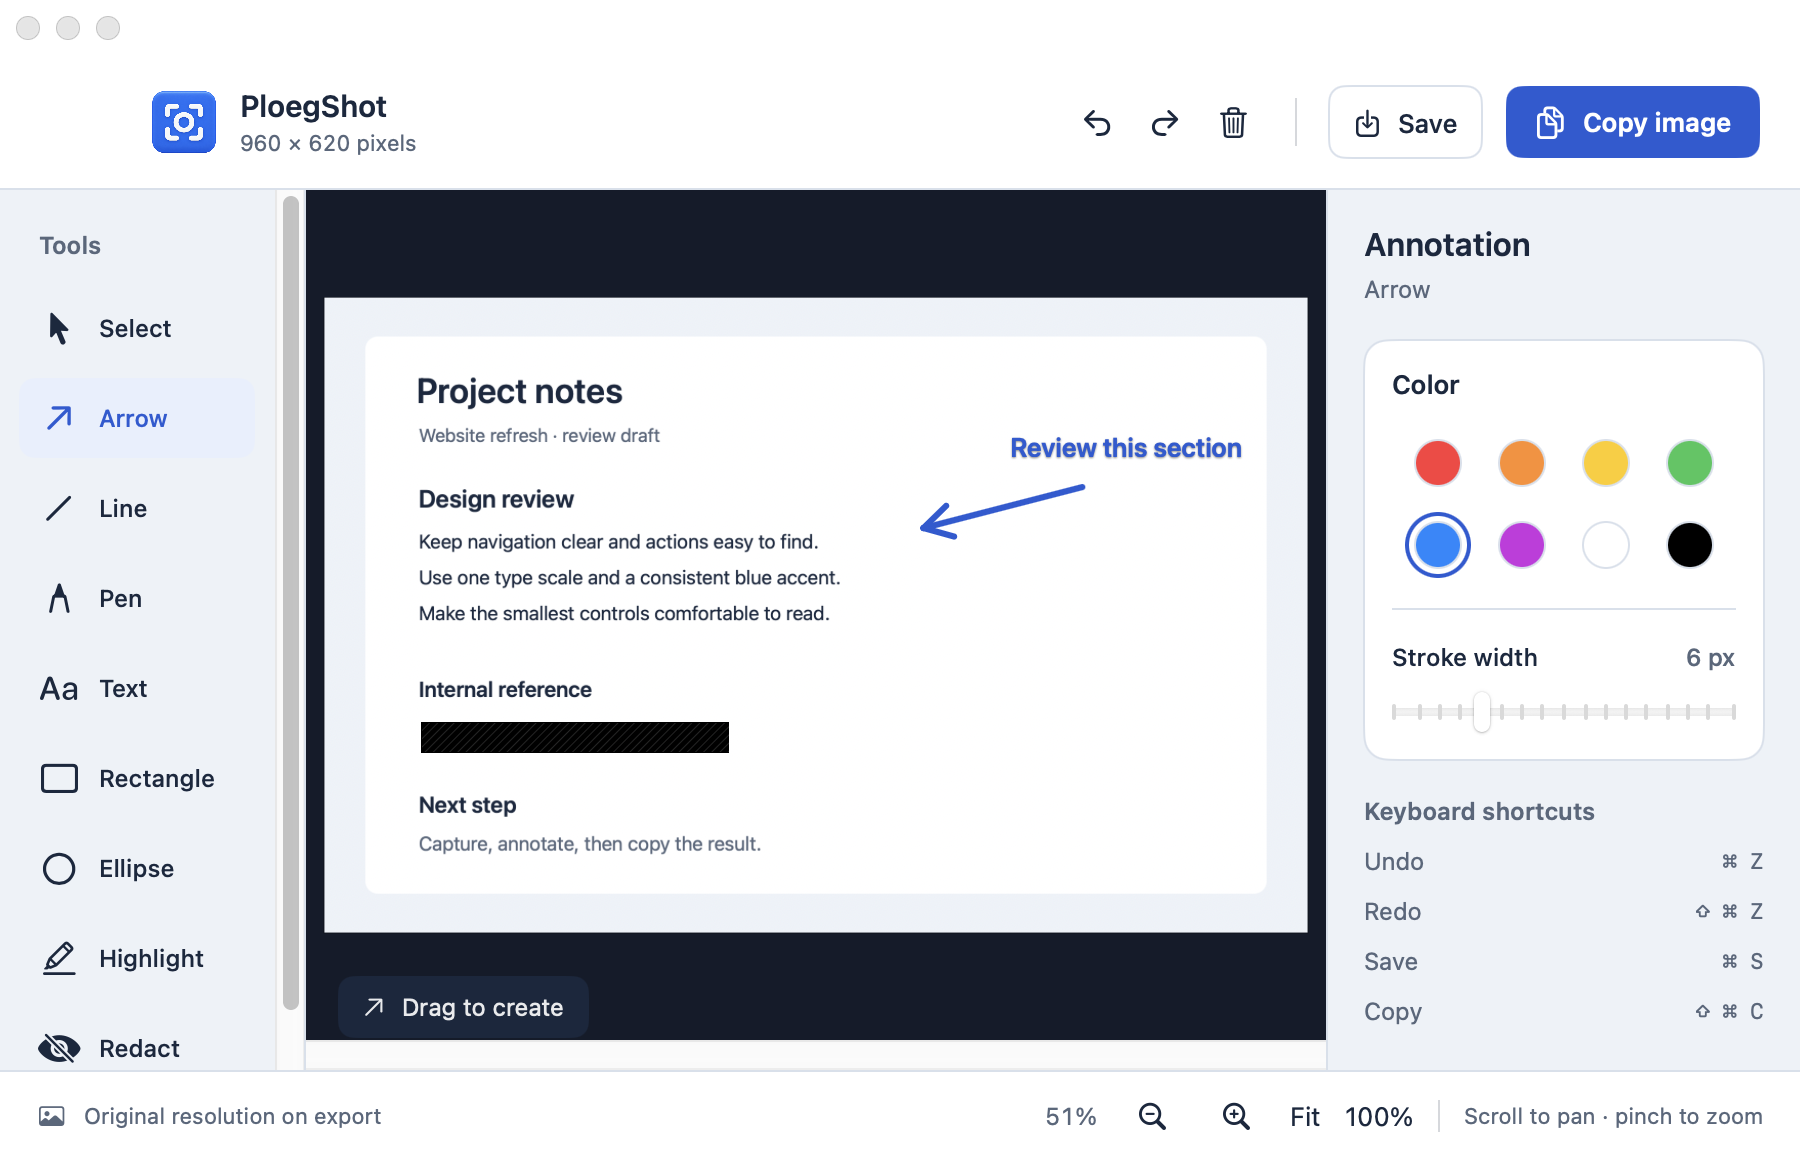 PloegShot
960 × 620 pixels
Save
Copy image
Tools
Select
Arrow
Line
Pen
Aa Text
Rectangle
Ellipse
Highlight
Redact
Project notes
Website refresh · review draft
Review this section
Design review
Keep navigation clear and actions easy to find.
Use one type scale and a consistent blue accent.
Make the smallest controls comfortable to read.
Internal reference
Next step
Capture, annotate, then copy the result.
Drag to create
Annotation
Arrow
Color
Stroke width 6 px
Keyboard shortcuts
Undo ⌘ Z
Redo ⇧ ⌘ Z
Save ⌘ S
Copy ⇧ ⌘ C
Original resolution on export
51%
Fit
100%
Scroll to pan · pinch to zoom